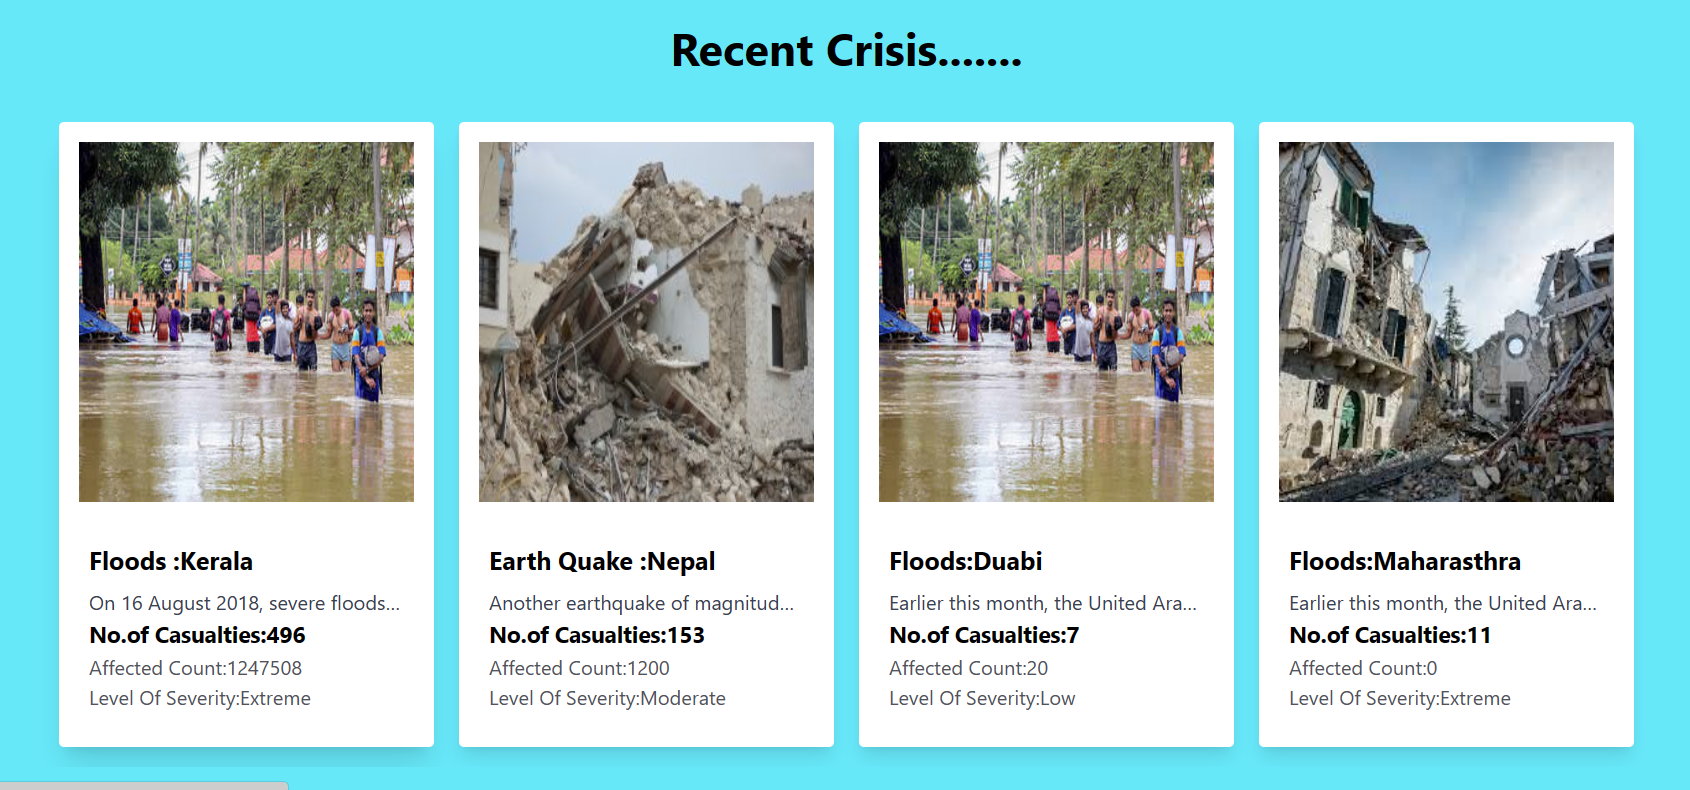 Recent Crisis.......
Floods :Kerala
On 16 August 2018, severe floods...
No.of Casualties:496
Affected Count:1247508
Level Of Severity:Extreme
Earth Quake :Nepal
Another earthquake of magnitud...
No.of Casualties:153
Affected Count:1200
Level Of Severity:Moderate
Floods:Duabi
Earlier this month, the United Ara...
No.of Casualties:7
Affected Count:20
Level Of Severity:Low
Floods:Maharasthra
Earlier this month, the United Ara...
No.of Casualties:11
Affected Count:0
Level Of Severity:Extreme